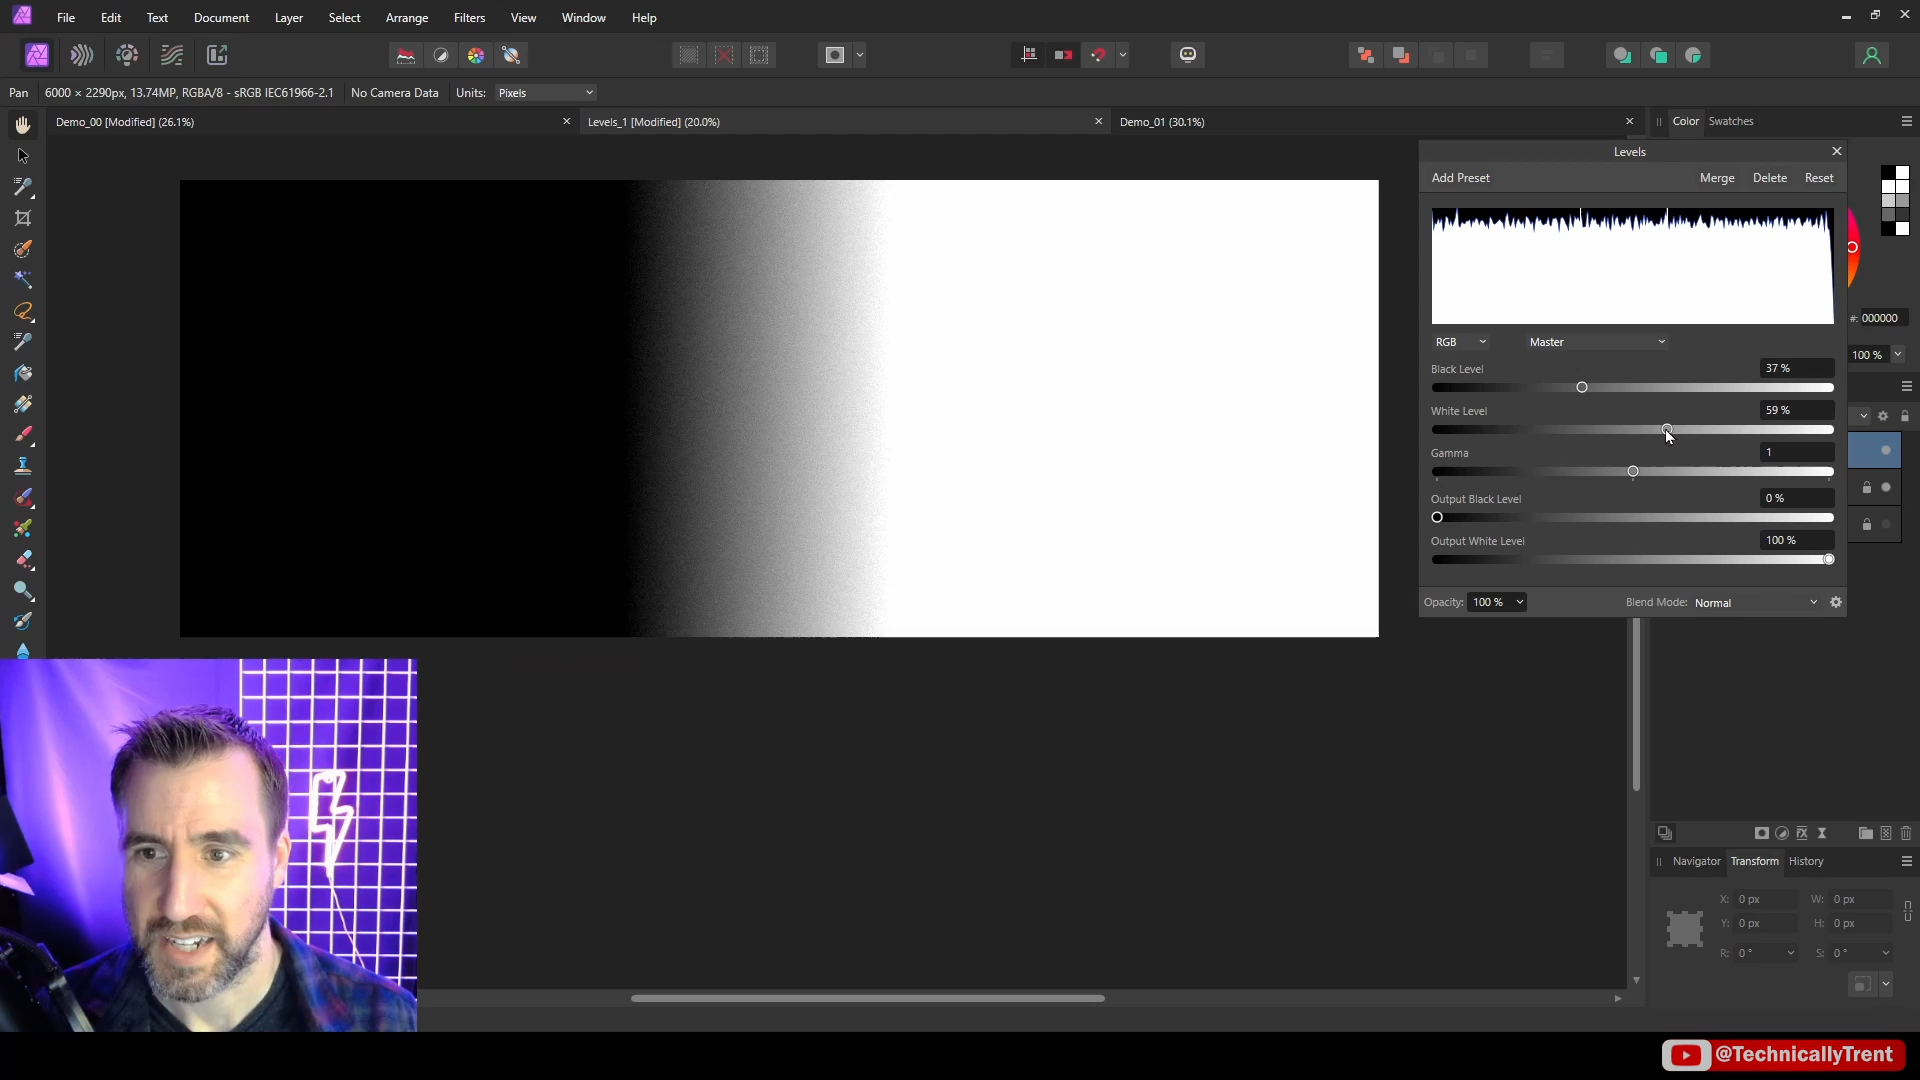 File Edit Text Document Layer Select Arrange Filters View Window Help
Pan 6000 × 2290px, 13.74MP, RGBA/8 - sRGB IEC61966-2.1 No Camera Data Units: Pixels
Demo_00 [Modified] (26.1%) Levels_1 [Modified] (20.0%) Demo_01 (30.1%) Color Swatches
Levels
Add Preset Merge Delete Reset
#: 000000
RGB Master
100 %
Black Level 37 %
White Level 59 %
Gamma 1
Output Black Level 0 %
Output White Level 100 %
Opacity: 100 % Blend Mode: Normal
Navigator Transform History
X: 0 px W: 0 px
Y: 0 px H: 0 px
R: 0 ° S: 0 °
@TechnicallyTrent